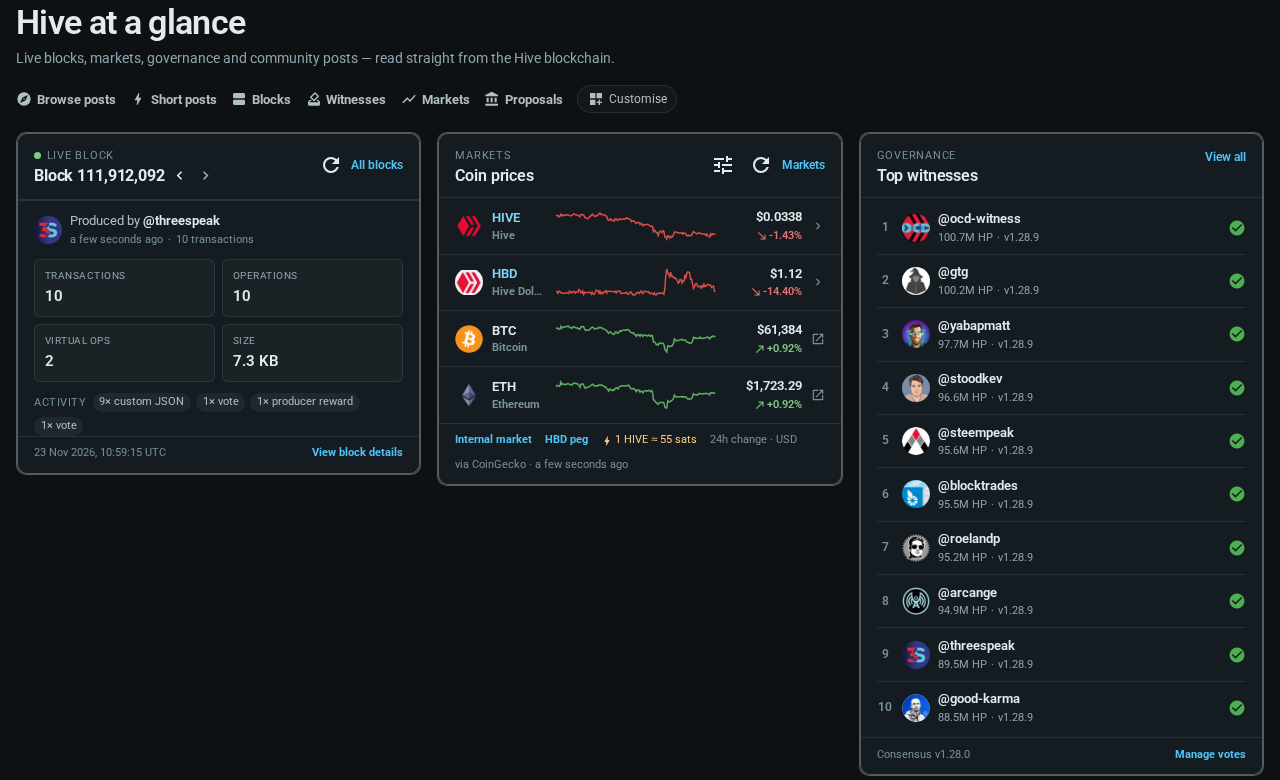 Hive at a glance
Live blocks, markets, governance and community posts — read straight from the Hive blockchain.
Browse posts Short posts Blocks Witnesses Markets Proposals Customise
LIVE BLOCK
Block 111,912,092
All blocks
Produced by @threespeak
a few seconds ago · 10 transactions
TRANSACTIONS
10
OPERATIONS
10
VIRTUAL OPS
2
SIZE
7.3 KB
ACTIVITY 9× custom JSON 1× vote 1× producer reward
1× vote
23 Nov 2026, 10:59:15 UTC View block details
MARKETS
Coin prices
Markets
HIVE $0.0338
Hive ↘ -1.43%
HBD $1.12
Hive Dol... ↘ -14.40%
BTC $61,384
Bitcoin ↗ +0.92%
ETH $1,723.29
Ethereum ↗ +0.92%
Internal market HBD peg 1 HIVE ≈ 55 sats 24h change · USD
via CoinGecko · a few seconds ago
GOVERNANCE
Top witnesses
View all
1 @ocd-witness
100.7M HP · v1.28.9
2 @gtg
100.2M HP · v1.28.9
3 @yabapmatt
97.7M HP · v1.28.9
4 @stoodkev
96.6M HP · v1.28.9
5 @steempeak
95.6M HP · v1.28.9
6 @blocktrades
95.5M HP · v1.28.9
7 @roelandp
95.2M HP · v1.28.9
8 @arcange
94.9M HP · v1.28.9
9 @threespeak
89.5M HP · v1.28.9
10 @good-karma
88.5M HP · v1.28.9
Consensus v1.28.0 Manage votes